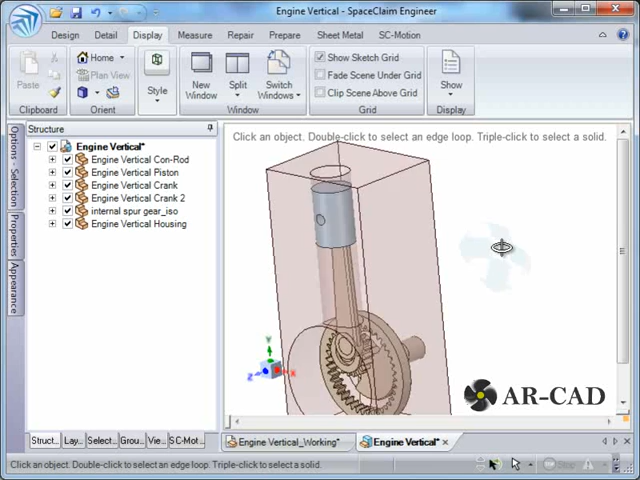 Engine Vertical - SpaceClaim Engineer
Design Detail Display Measure Repair Prepare Sheet Metal SC-Motion
Paste
Clipboard
Home
Plan View
Orient
Style
New Window
Split
Switch Windows
Window
Show Sketch Grid
Fade Scene Under Grid
Clip Scene Above Grid
Grid
Show
Display
Options - Selection
Properties
Appearance
Structure
Engine Vertical*
Engine Vertical Con-Rod
Engine Vertical Piston
Engine Vertical Crank
Engine Vertical Crank 2
internal spur gear_iso
Engine Vertical Housing
Click an object. Double-click to select an edge loop. Triple-click to select a solid.
Y
Z
X
AR-CAD
Struct... Lay... Select... Grou... Vie... SC-Mot...
Engine Vertical_Working*
Engine Vertical*
Click an object. Double-click to select an edge loop. Triple-click to select a solid.